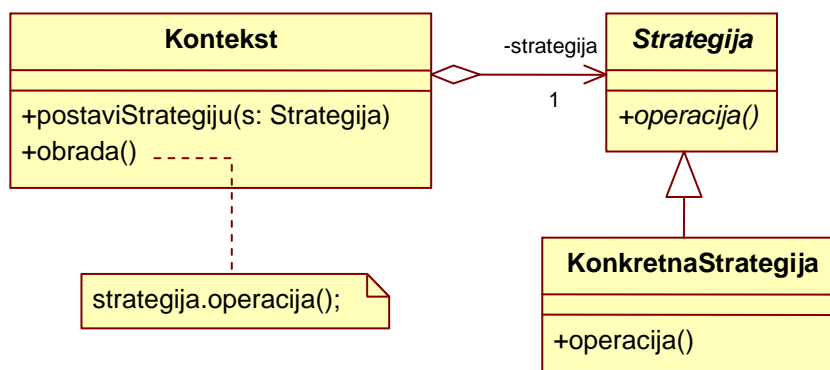 Kontekst
+postaviStrategiju(s: Strategija)
+obrada()
strategija.operacija();
-strategija
1
Strategija
+operacija()
KonkretnaStrategija
+operacija()